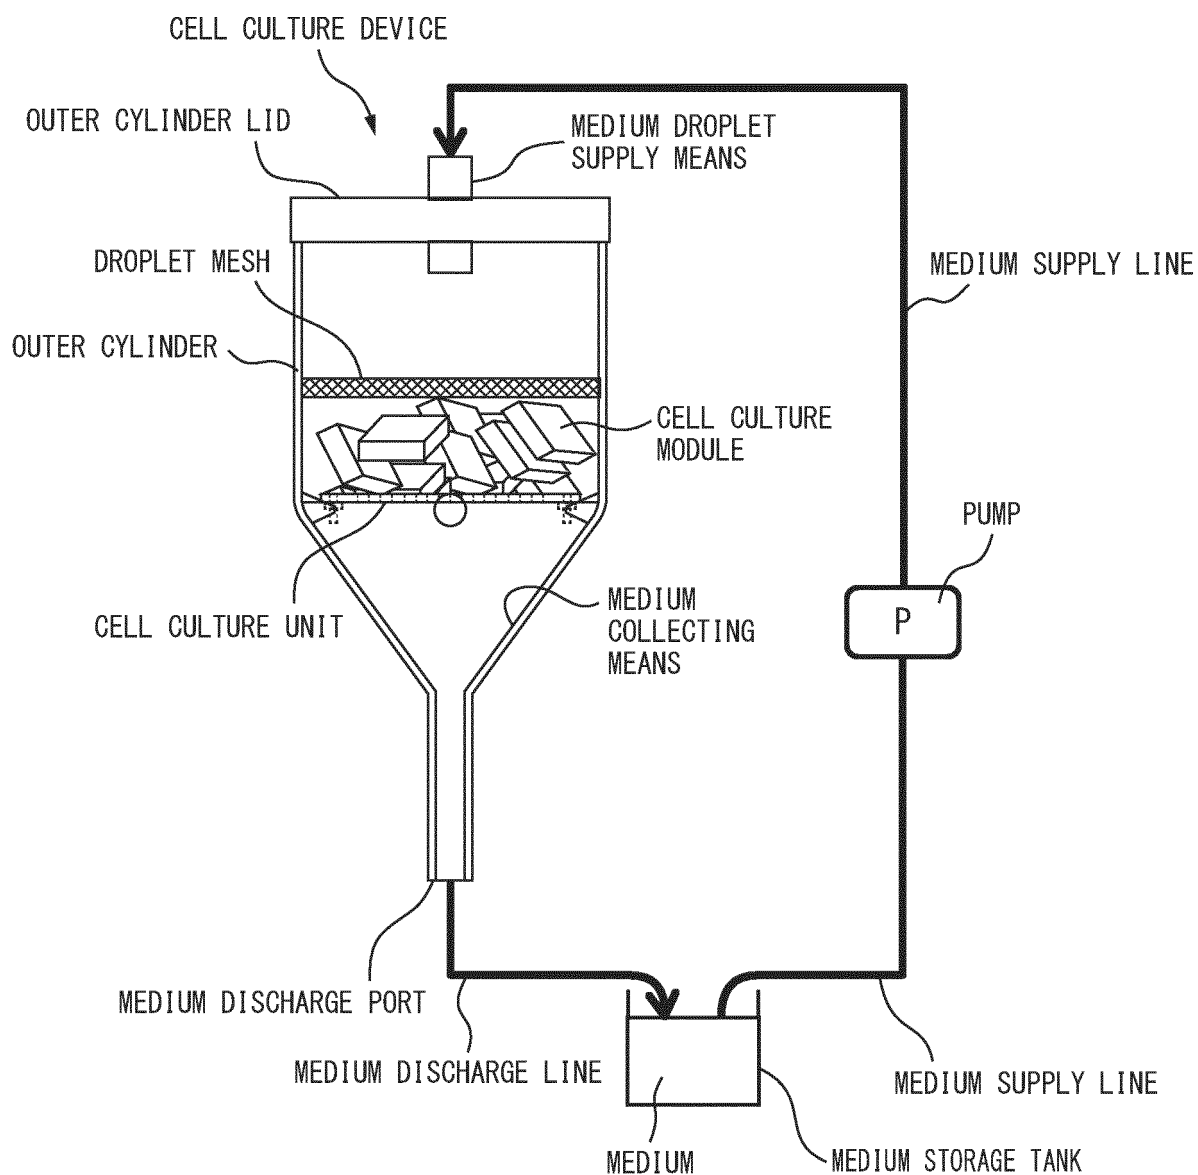 CELL CULTURE DEVICE
OUTER CYLINDER LID
MEDIUM DROPLET
SUPPLY MEANS
DROPLET MESH
MEDIUM SUPPLY LINE
OUTER CYLINDER
CELL CULTURE
MODULE
PUMP
P
CELL CULTURE UNIT
MEDIUM
COLLECTING
MEANS
MEDIUM DISCHARGE PORT
MEDIUM DISCHARGE LINE
MEDIUM SUPPLY LINE
MEDIUM
MEDIUM STORAGE TANK